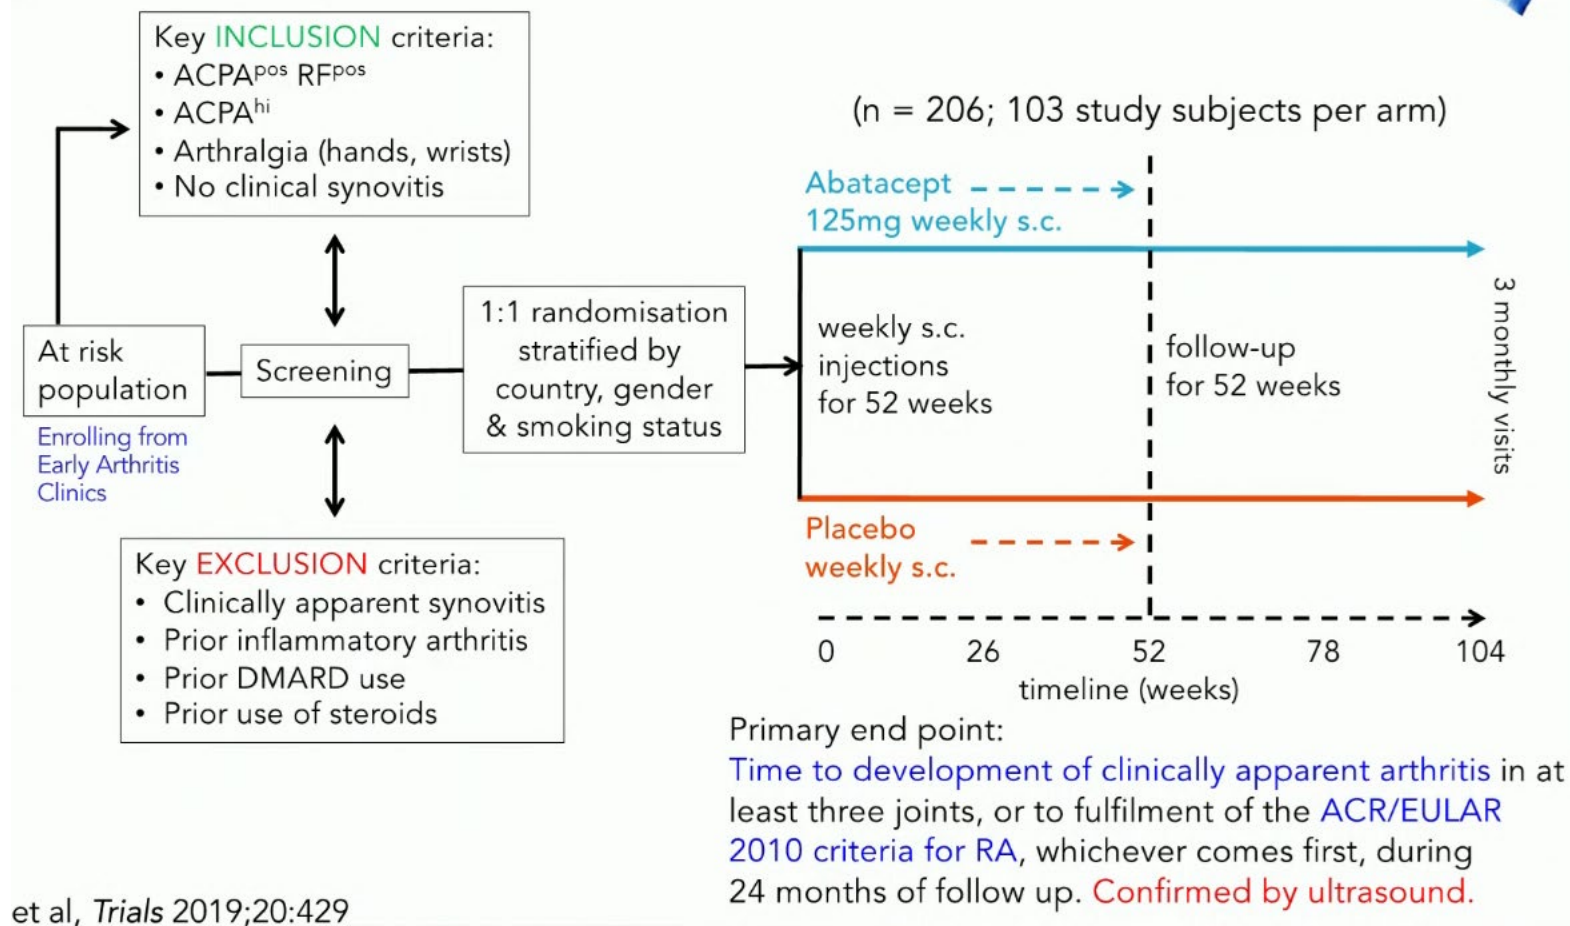 Key INCLUSION criteria:
• ACPAᵖᵒˢ RFᵖᵒˢ
• ACPAʰⁱ
• Arthralgia (hands, wrists)
• No clinical synovitis
At risk
population
Enrolling from
Early Arthritis
Clinics
Screening
1:1 randomisation
stratified by
country, gender
& smoking status
Key EXCLUSION criteria:
• Clinically apparent synovitis
• Prior inflammatory arthritis
• Prior DMARD use
• Prior use of steroids
(n = 206; 103 study subjects per arm)
Abatacept
125mg weekly s.c.
weekly s.c.
injections
for 52 weeks
follow-up
for 52 weeks
3 monthly visits
Placebo
weekly s.c.
0 26 52 78 104
timeline (weeks)
Primary end point:
Time to development of clinically apparent arthritis in at
least three joints, or to fulfilment of the ACR/EULAR
2010 criteria for RA, whichever comes first, during
24 months of follow up. Confirmed by ultrasound.
et al, Trials 2019;20:429